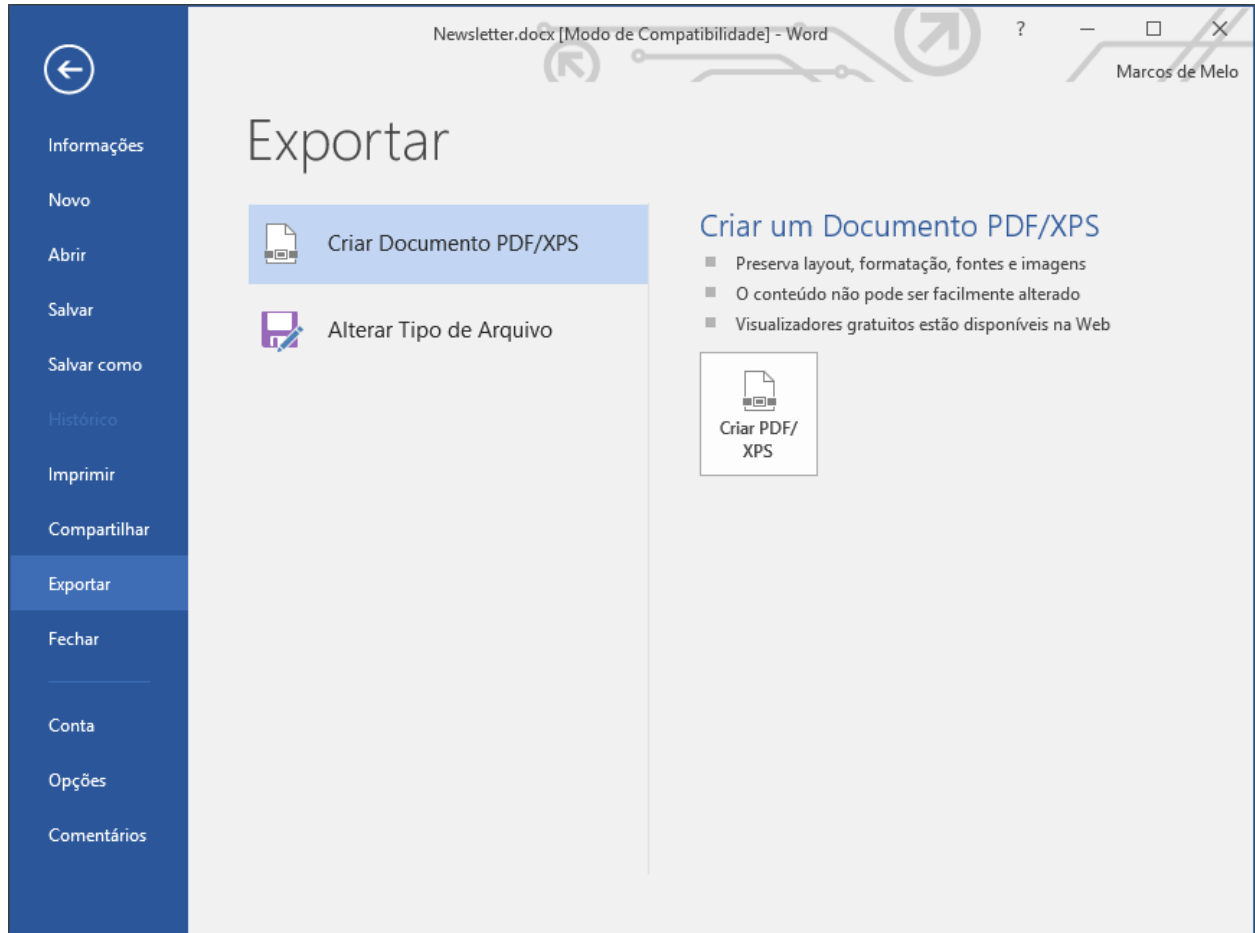 Newsletter.docx [Modo de Compatibilidade] - Word
?
Marcos de Melo
Informações
Novo
Abrir
Salvar
Salvar como
Histórico
Imprimir
Compartilhar
Exportar
Fechar
Conta
Opções
Comentários
Exportar
Criar Documento PDF/XPS
Alterar Tipo de Arquivo
Criar um Documento PDF/XPS
Preserva layout, formatação, fontes e imagens
O conteúdo não pode ser facilmente alterado
Visualizadores gratuitos estão disponíveis na Web
Criar PDF/
XPS